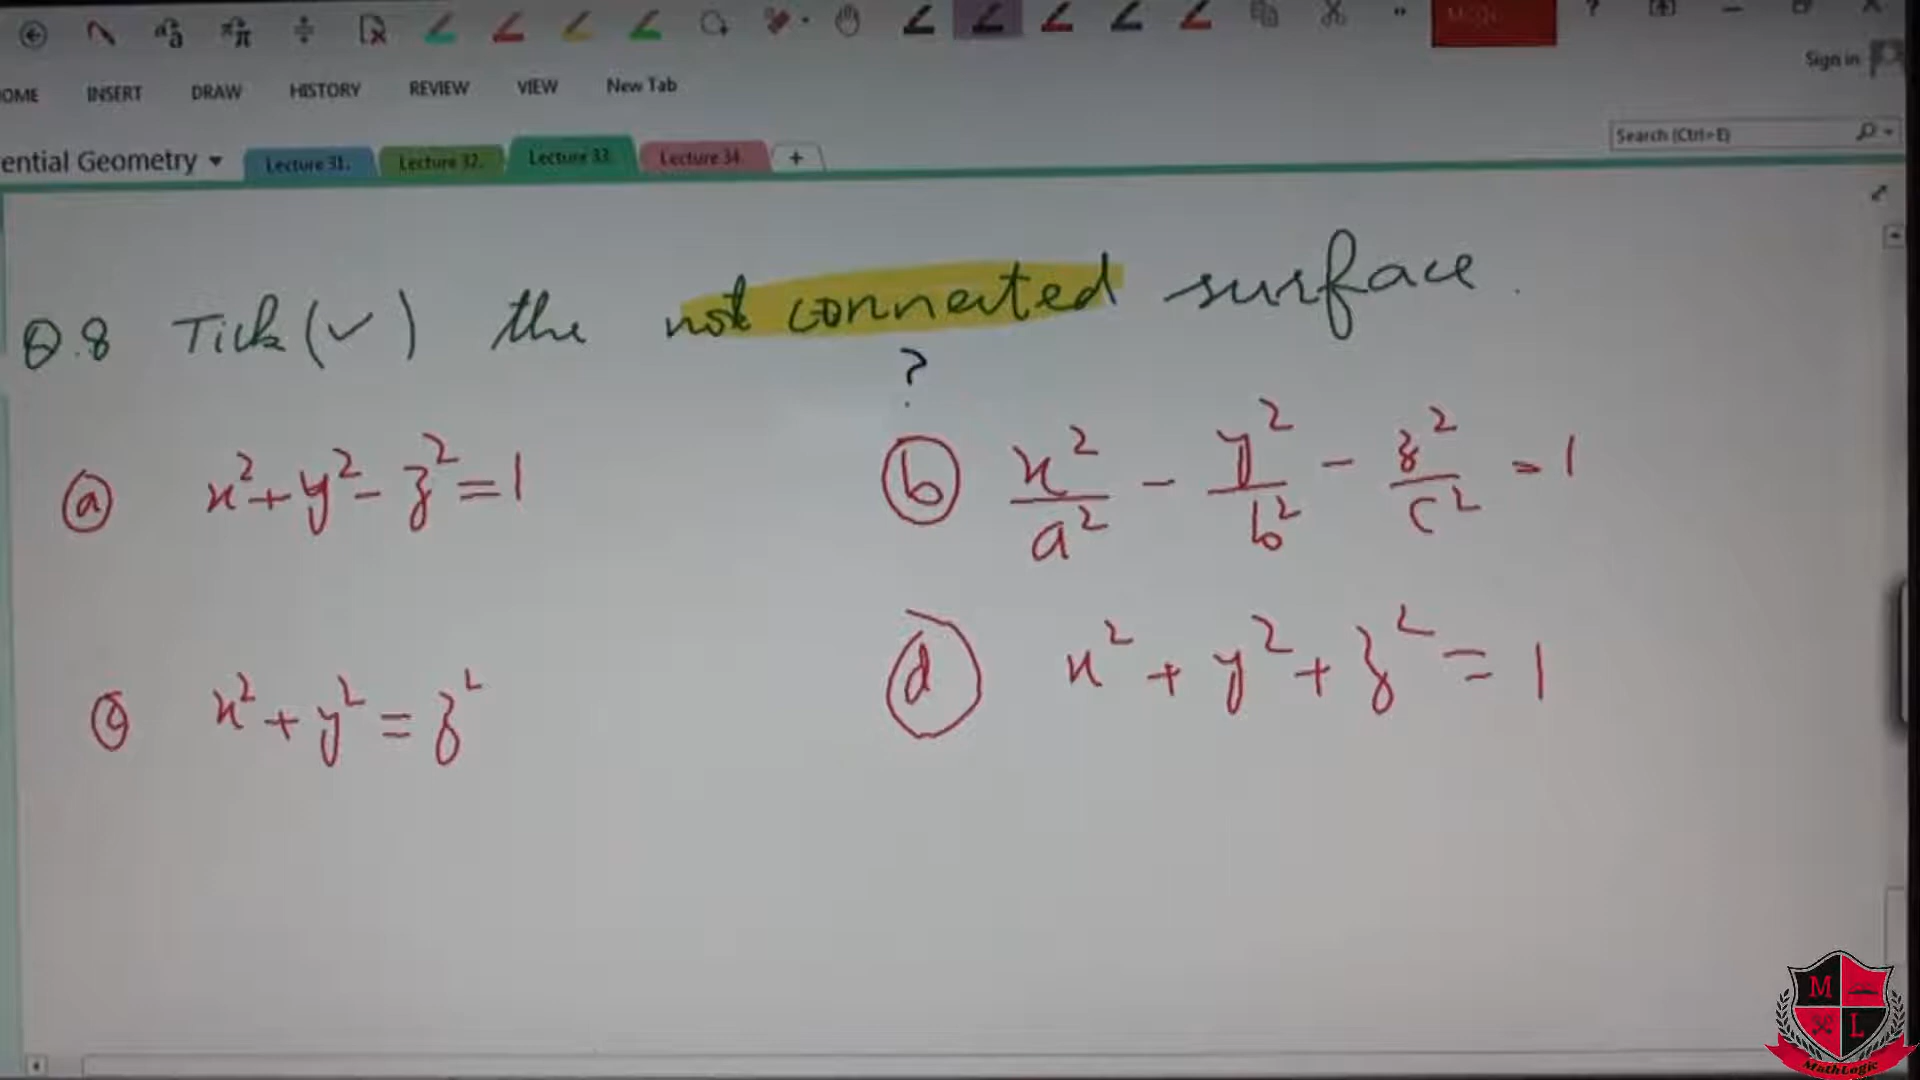 Sign in
OME INSERT DRAW HISTORY REVIEW VIEW New Tab
Search (Ctrl+E)
ential Geometry Lecture 31. Lecture 32. Lecture 33. Lecture 34. +
Q.8 Tick (✓) the not connected surface.
?
(a) x² + y² - z² = 1
(b) x²/a² - y²/b² - z²/c² = 1
(c) x² + y² = z²
(d) x² + y² + z² = 1
M L
MathLogic